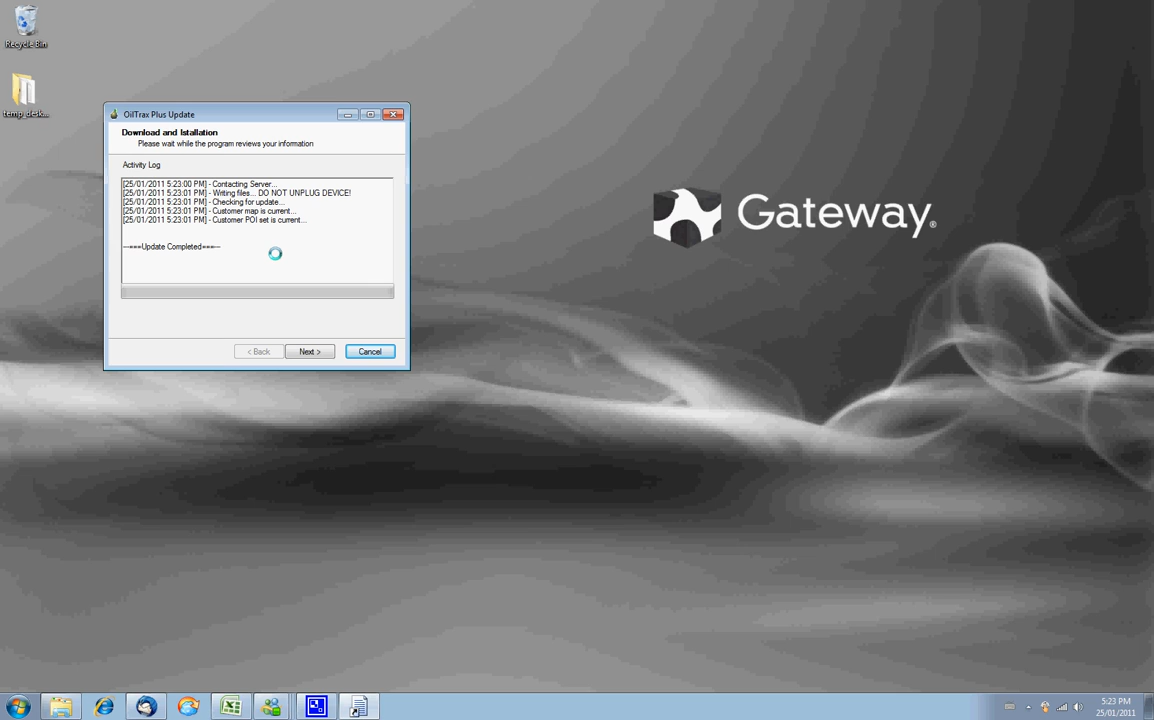 Recycle Bin
temp_desk...
OilTrax Plus Update
Download and Istallation
Please wait while the program reviews your information
Activity Log
[25/01/2011 5:23:00 PM] - Contacting Server...
[25/01/2011 5:23:01 PM] - Writing files... DO NOT UNPLUG DEVICE!
[25/01/2011 5:23:01 PM] - Checking for update...
[25/01/2011 5:23:01 PM] - Customer map is current...
[25/01/2011 5:23:01 PM] - Customer POI set is current...
---===Update Completed===---
< Back
Next >
Cancel
Gateway®
5:23 PM
25/01/2011